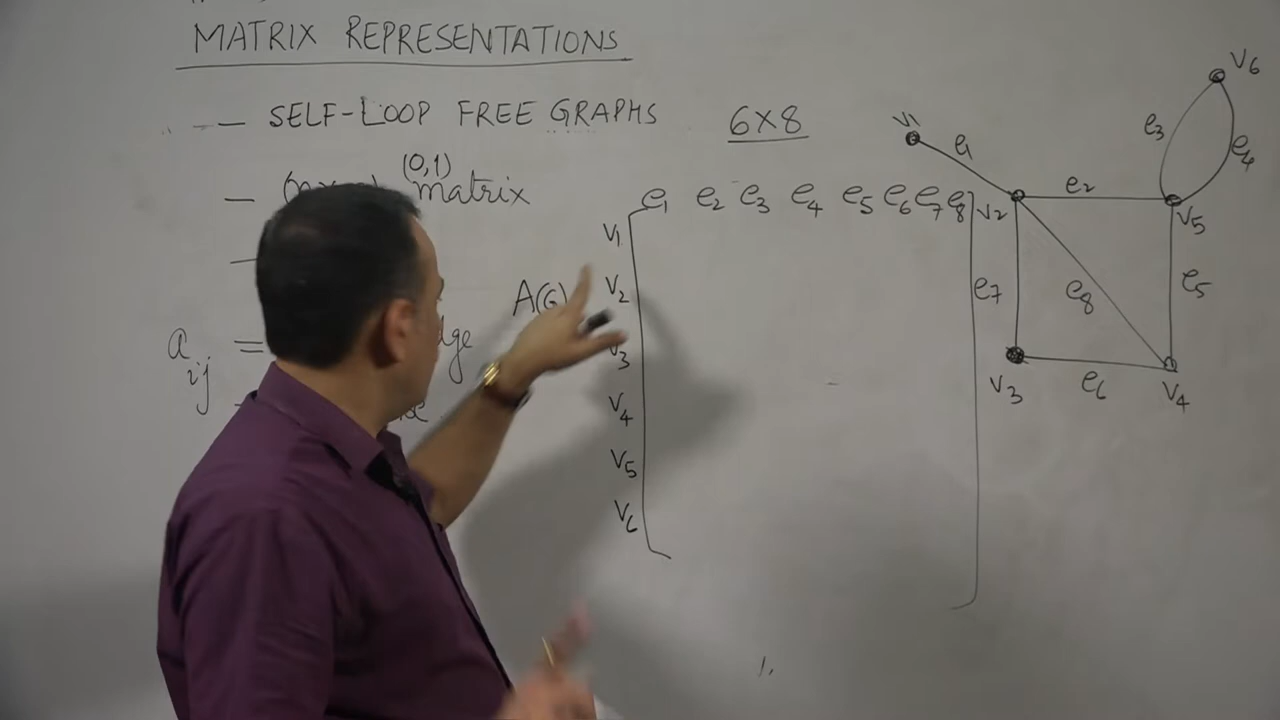 MATRIX REPRESENTATIONS
— SELF-LOOP FREE GRAPHS
6X8
(0,1)
— matrix
e1 e2 e3 e4 e5 e6 e7 e8
v1
v2
v3
v4
v5
v6
A(G)
aij =
v1
e1
v2
e2
v5
e3
e4
v6
e7
e8
e5
v3
e6
v4